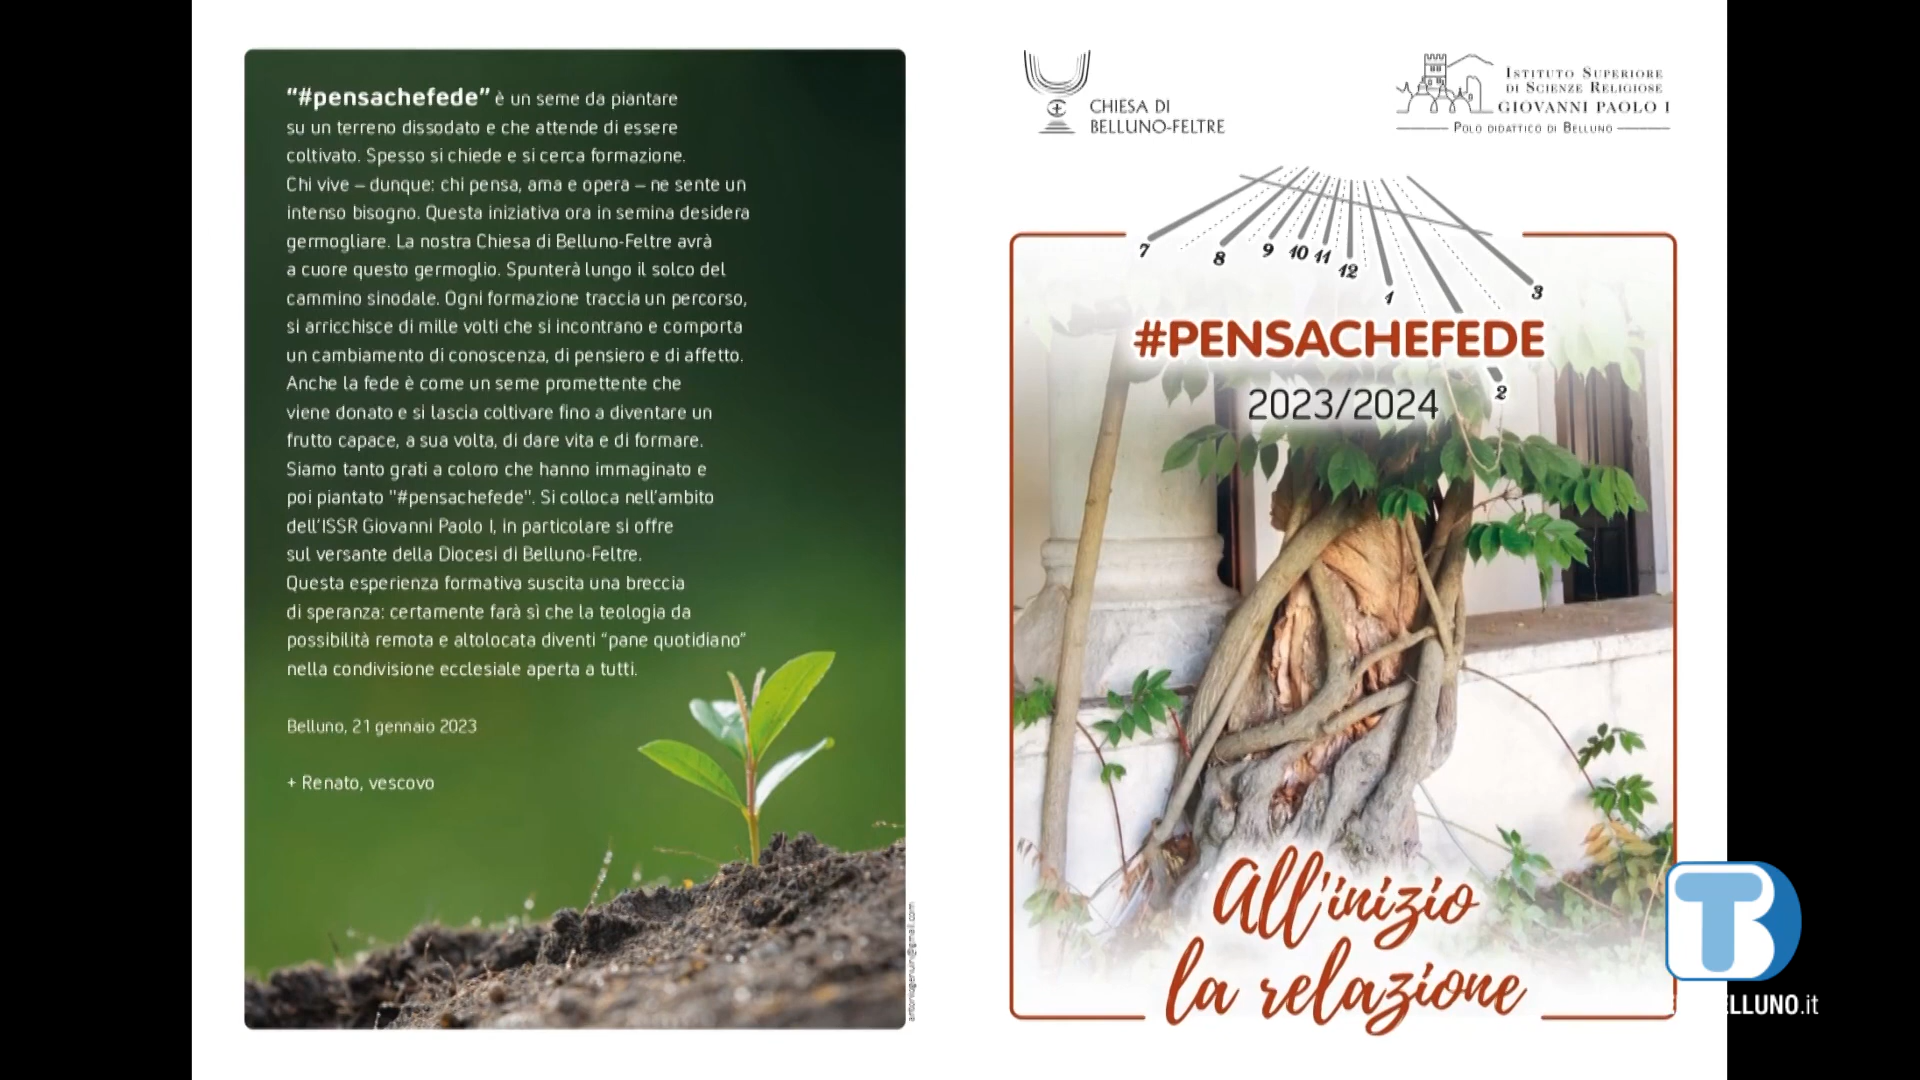 “#pensachefede” è un seme da piantare
su un terreno dissodato e che attende di essere
coltivato. Spesso si chiede e si cerca formazione.
Chi vive – dunque: chi pensa, ama e opera – ne sente un
intenso bisogno. Questa iniziativa ora in semina desidera
germogliare. La nostra Chiesa di Belluno-Feltre avrà
a cuore questo germoglio. Spunterà lungo il solco del
cammino sinodale. Ogni formazione traccia un percorso,
si arricchisce di mille volti che si incontrano e comporta
un cambiamento di conoscenza, di pensiero e di affetto.
Anche la fede è come un seme promettente che
viene donato e si lascia coltivare fino a diventare un
frutto capace, a sua volta, di dare vita e di formare.
Siamo tanto grati a coloro che hanno immaginato e
poi piantato "#pensachefede". Si colloca nell’ambito
dell’ISSR Giovanni Paolo I, in particolare si offre
sul versante della Diocesi di Belluno-Feltre.
Questa esperienza formativa suscita una breccia
di speranza: certamente farà sì che la teologia da
possibilità remota e altolocata diventi “pane quotidiano”
nella condivisione ecclesiale aperta a tutti.
Belluno, 21 gennaio 2023
+ Renato, vescovo
antoniogenuin@gmail.com
CHIESA DI
BELLUNO-FELTRE
ISTITUTO SUPERIORE
DI SCIENZE RELIGIOSE
GIOVANNI PAOLO I
POLO DIDATTICO DI BELLUNO
7 8 9 10 11 12 1 2 3
#PENSACHEFEDE
2023/2024
All'inizio
la relazione
TB
ELLUNO.it